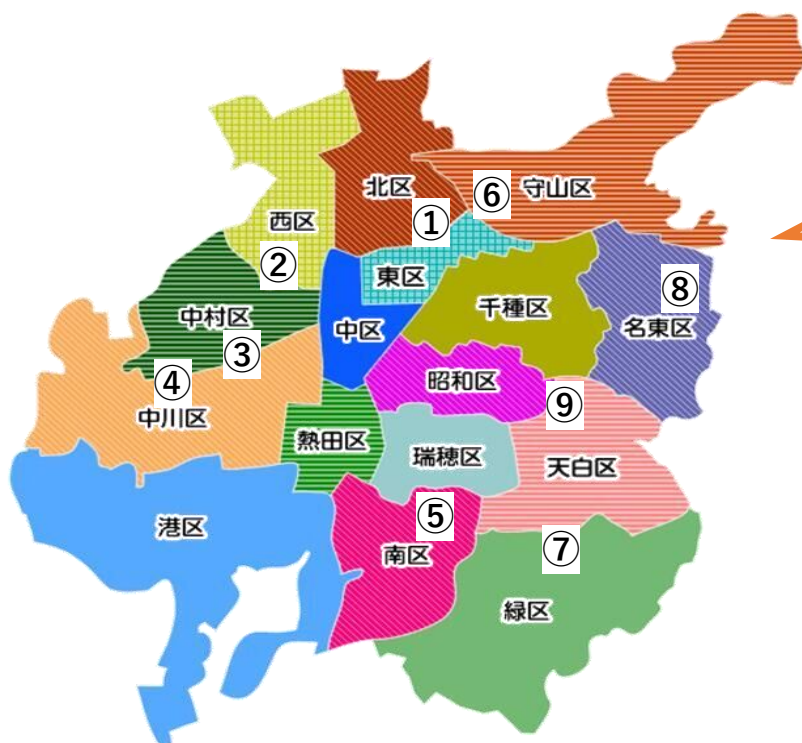 北区
①
⑥
守山区
西区
②
東区
千種区
⑧
名東区
中村区
③
中区
④
中川区
昭和区
⑨
熱田区
瑞穂区
天白区
港区
⑤
南区
⑦
緑区